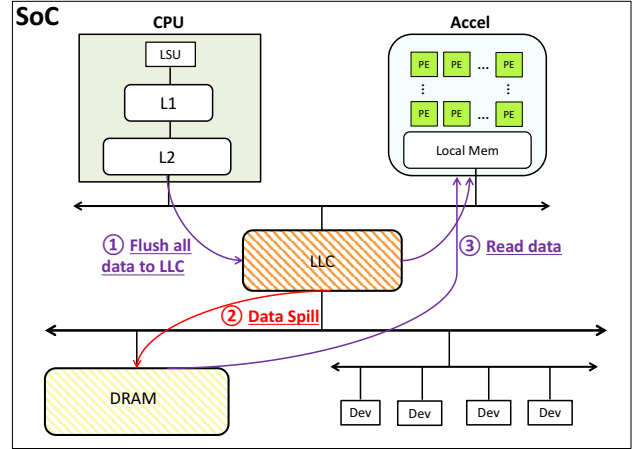 SoC
CPU
Accel
LSU
L1
L2
PE PE ... PE
⋮ ⋮
PE PE ... PE
Local Mem
① Flush all
data to LLC
LLC
③ Read data
② Data Spill
DRAM
Dev Dev Dev Dev